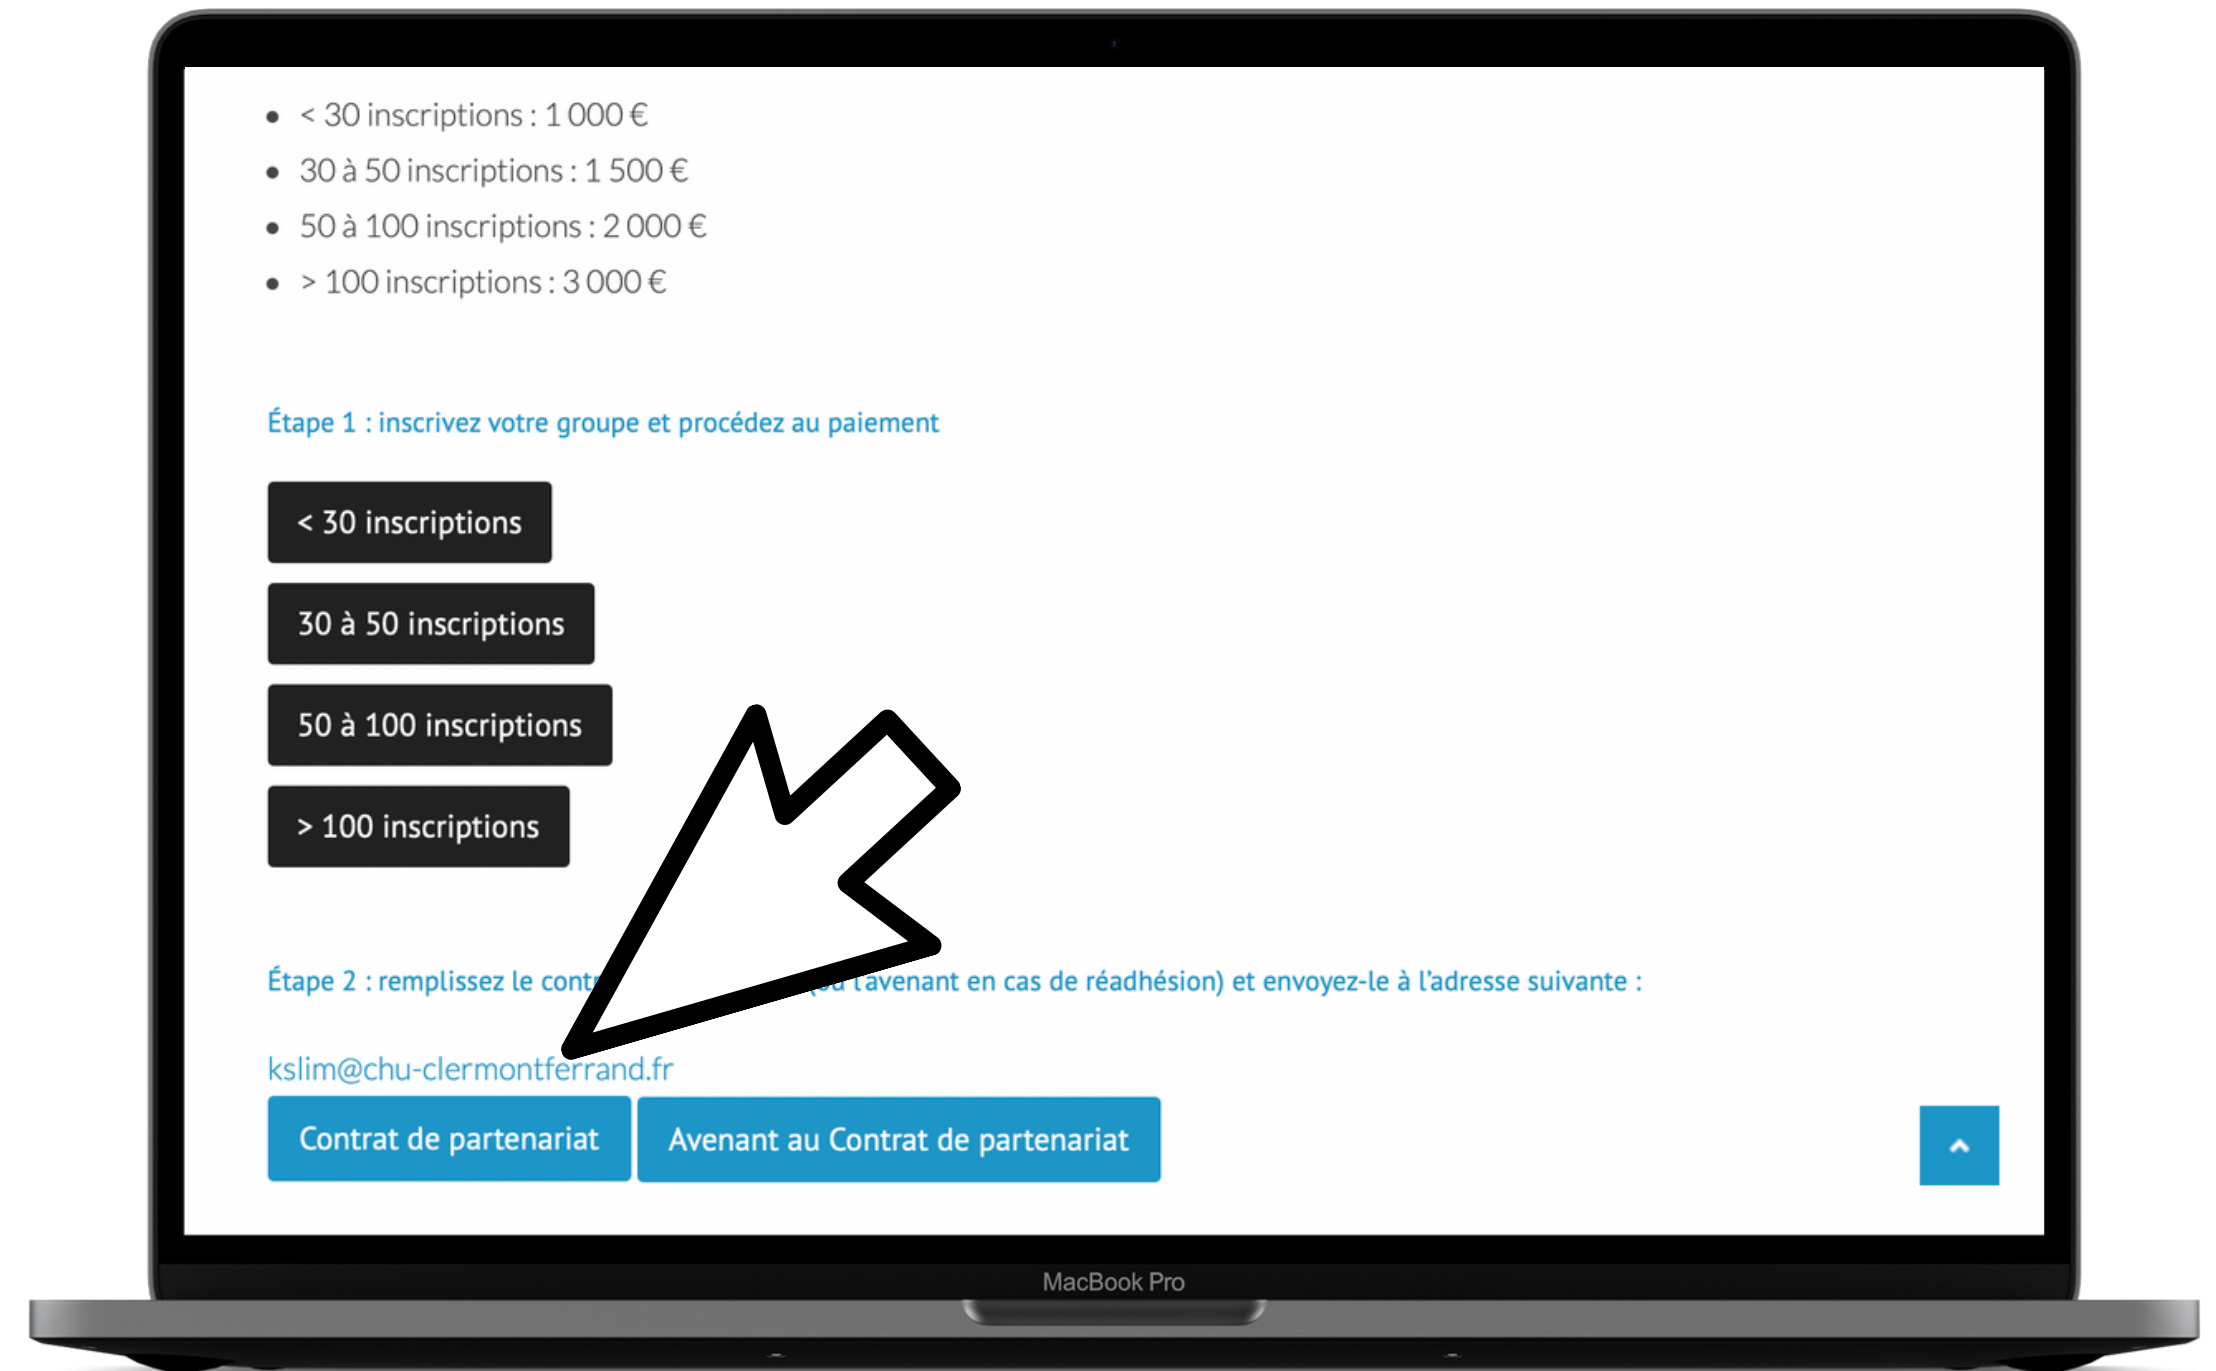 < 30 inscriptions : 1 000 €
30 à 50 inscriptions : 1 500 €
50 à 100 inscriptions : 2 000 €
> 100 inscriptions : 3 000 €
Étape 1 : inscrivez votre groupe et procédez au paiement
< 30 inscriptions
30 à 50 inscriptions
50 à 100 inscriptions
> 100 inscriptions
Étape 2 : remplissez le l'avenant en cas de réadhésion) et envoyez-le à l'adresse suivante :
kslim@chu-clermontferrand.fr
Contrat de partenariat Avenant au Contrat de partenariat
MacBook Pro